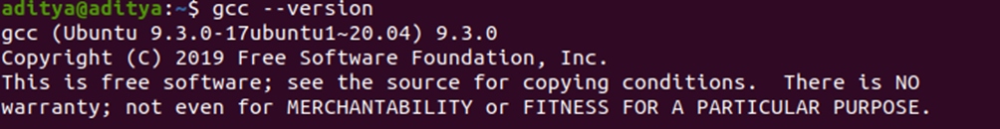 aditya@aditya:~$ gcc --version
gcc (Ubuntu 9.3.0-17ubuntu1~20.04) 9.3.0
Copyright (C) 2019 Free Software Foundation, Inc.
This is free software; see the source for copying conditions.  There is NO
warranty; not even for MERCHANTABILITY or FITNESS FOR A PARTICULAR PURPOSE.